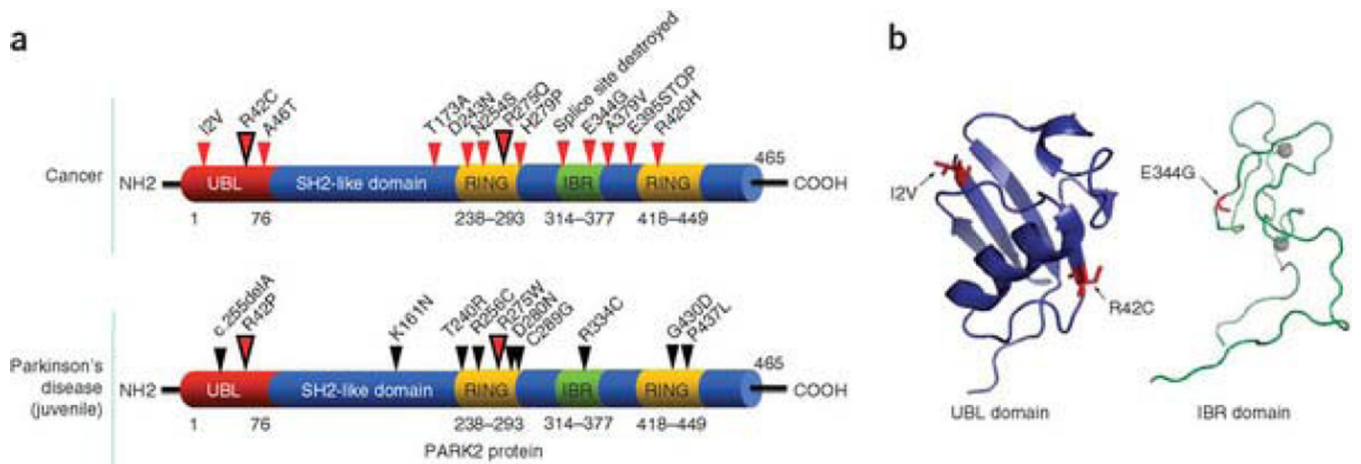 a
I2V
R42C
A46T
T173A
D243N
N254S
R275Q
H279P
Splice site destroyed
E344G
A379V
E395STOP
R420H
Cancer
NH2
UBL
SH2-like domain
RING
IBR
RING
465
COOH
1
76
238–293
314–377
418–449
c.255delA
R42P
K161N
T240R
R256C
R275W
D280N
C289G
R334C
G430D
P437L
Parkinson's
disease
(juvenile)
NH2
UBL
SH2-like domain
RING
IBR
RING
465
COOH
1
76
238–293
314–377
418–449
PARK2 protein
b
I2V
R42C
UBL domain
E344G
IBR domain